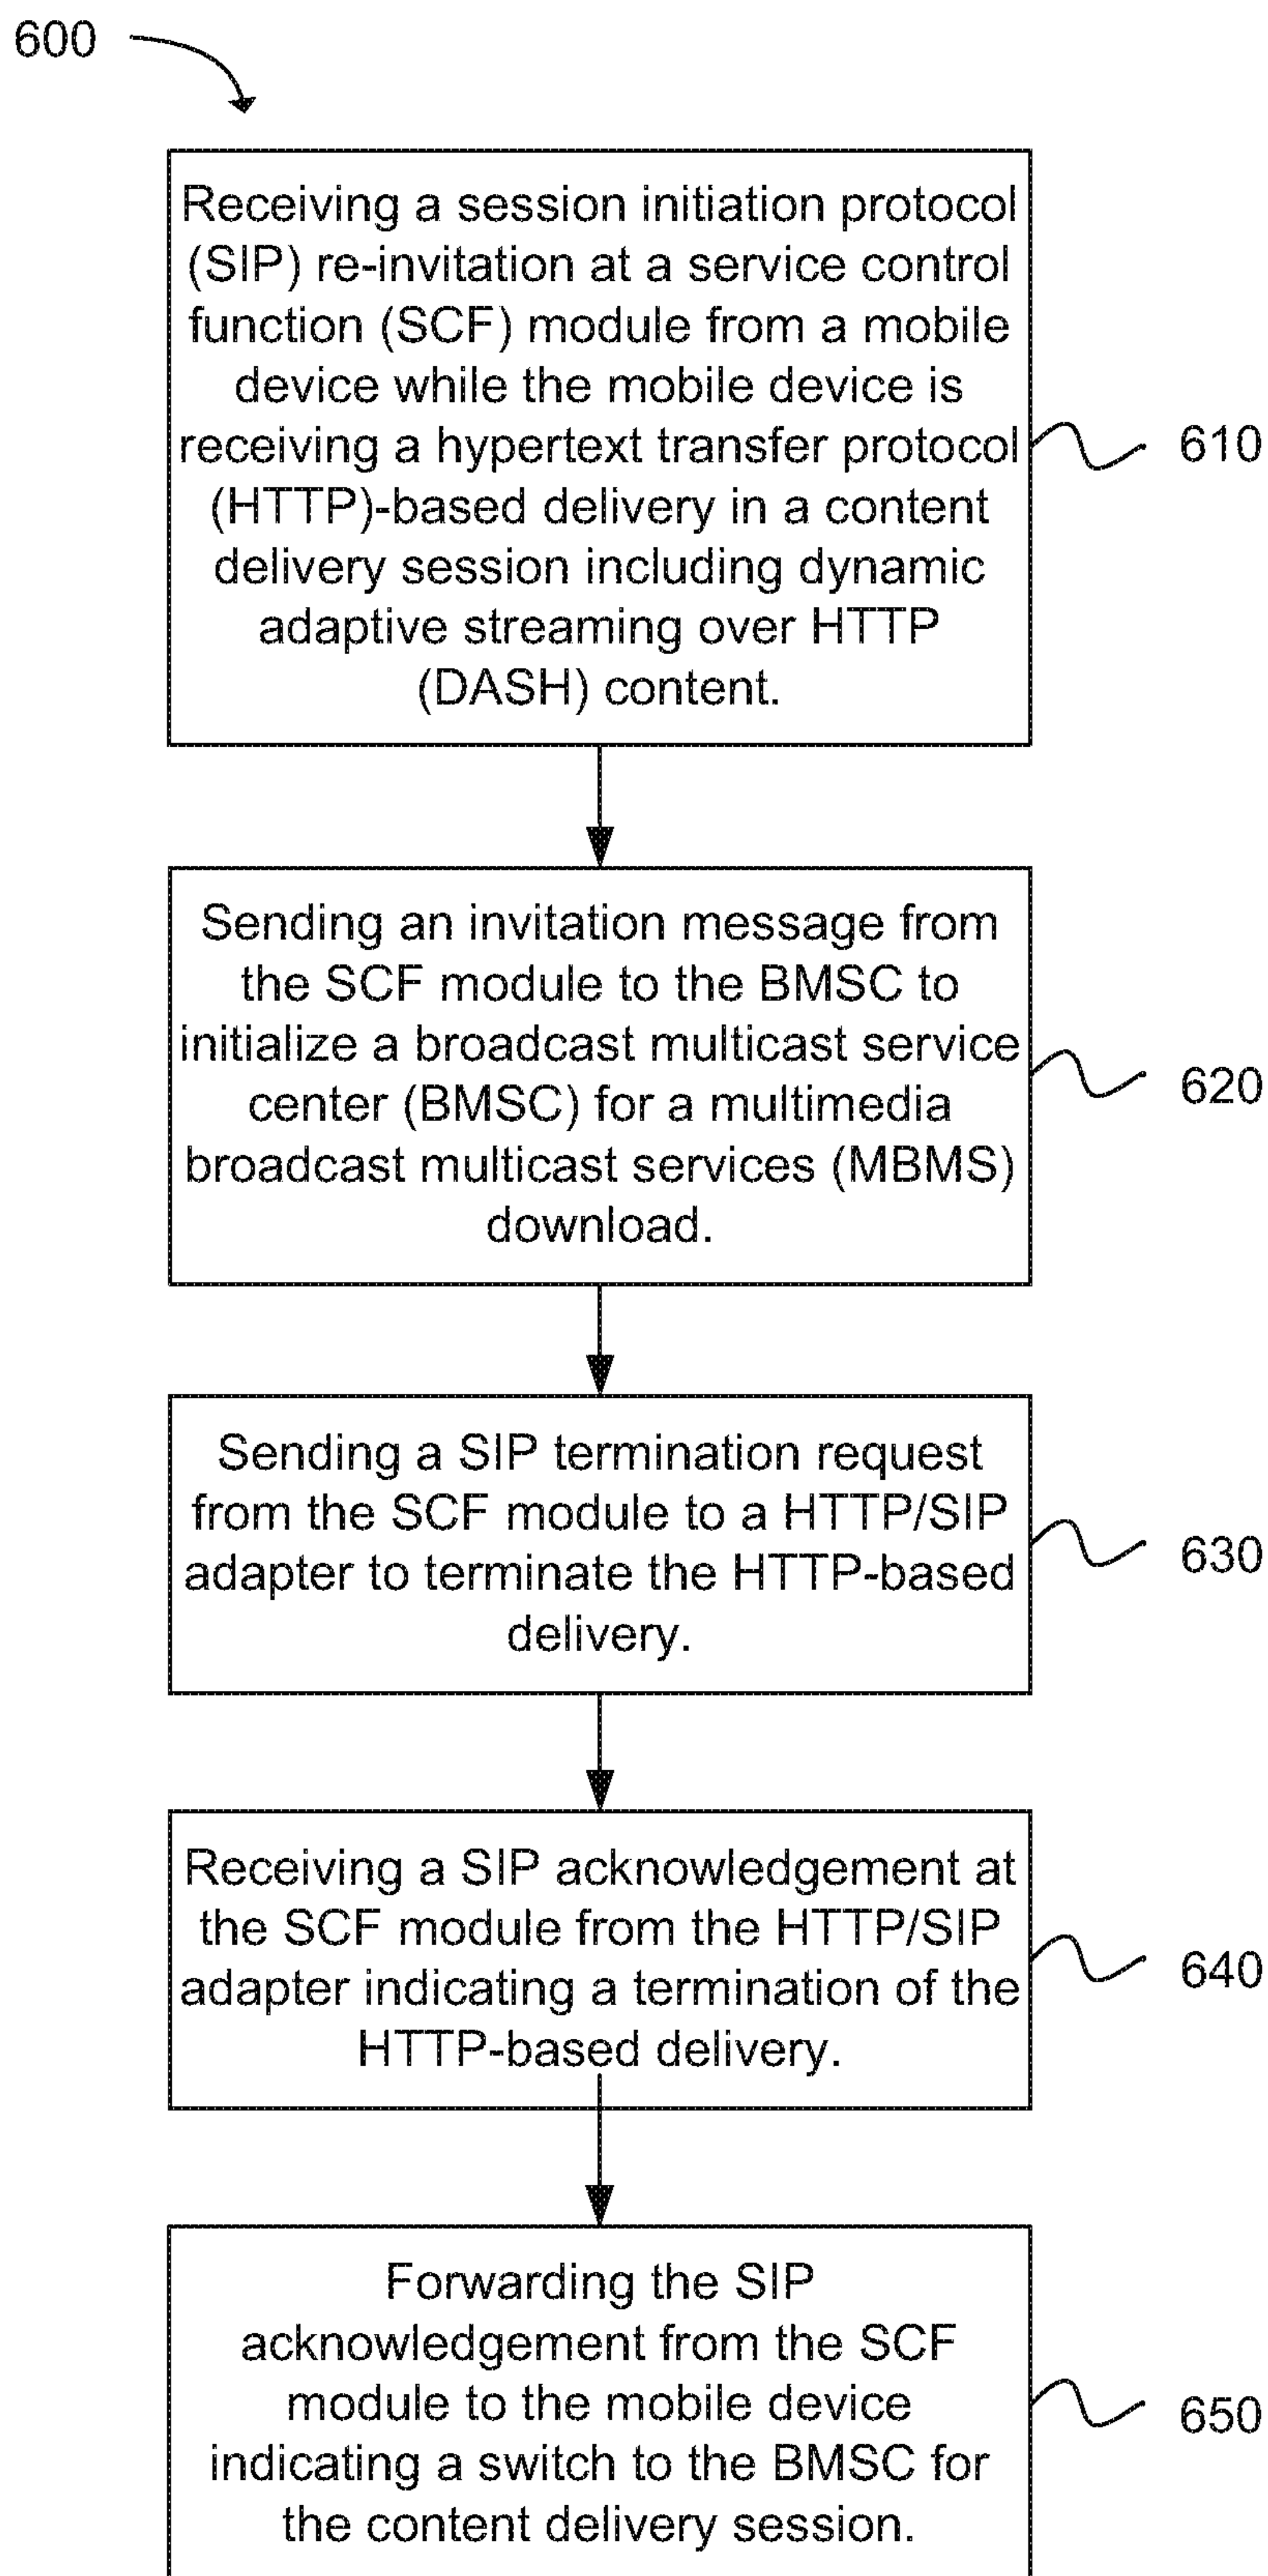 600
Receiving a session initiation protocol
(SIP) re-invitation at a service control
function (SCF) module from a mobile
device while the mobile device is
receiving a hypertext transfer protocol
(HTTP)-based delivery in a content
delivery session including dynamic
adaptive streaming over HTTP
(DASH) content.
610
Sending an invitation message from
the SCF module to the BMSC to
initialize a broadcast multicast service
center (BMSC) for a multimedia
broadcast multicast services (MBMS)
download.
620
Sending a SIP termination request
from the SCF module to a HTTP/SIP
adapter to terminate the HTTP-based
delivery.
630
Receiving a SIP acknowledgement at
the SCF module from the HTTP/SIP
adapter indicating a termination of the
HTTP-based delivery.
640
Forwarding the SIP
acknowledgement from the SCF
module to the mobile device
indicating a switch to the BMSC for
the content delivery session.
650